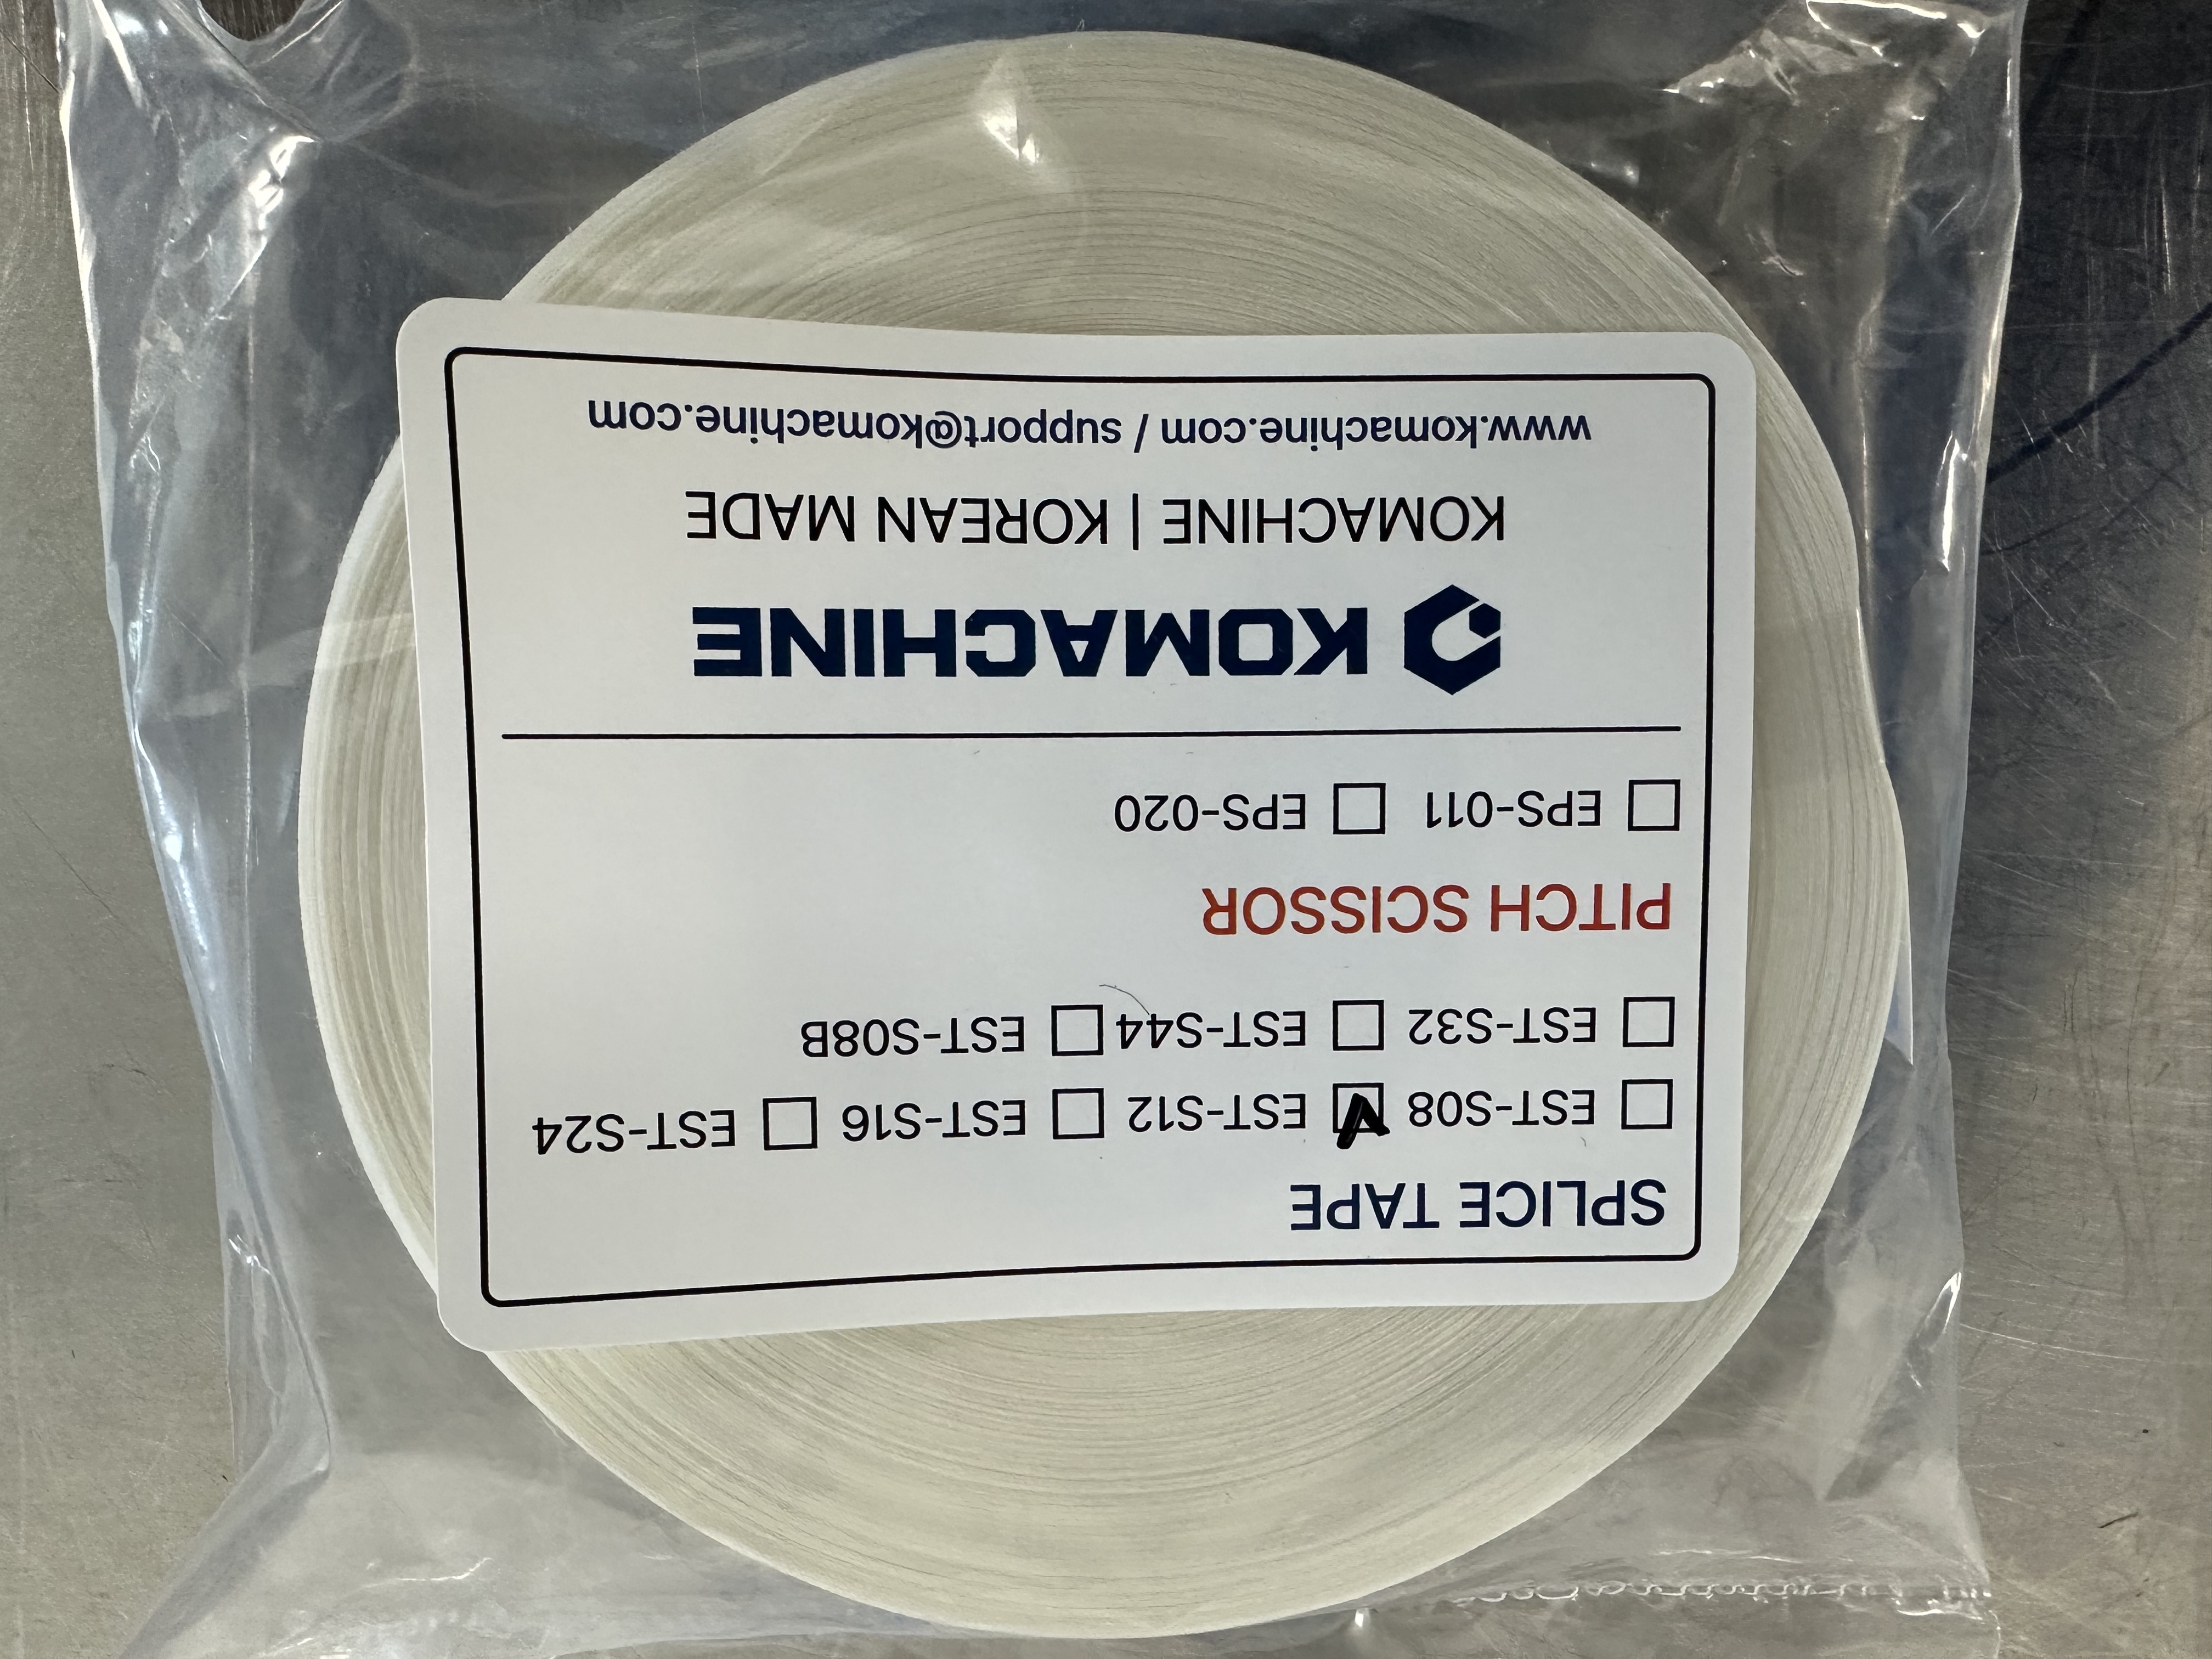 SPLICE TAPE
☐ EST-S08 ☑ EST-S12 ☐ EST-S16 ☐ EST-S24
☐ EST-S32 ☐ EST-S44 ☐ EST-S08B
PITCH SCISSOR
☐ EPS-011 ☐ EPS-020
KOMACHINE
KOMACHINE | KOREAN MADE
www.komachine.com / support@komachine.com